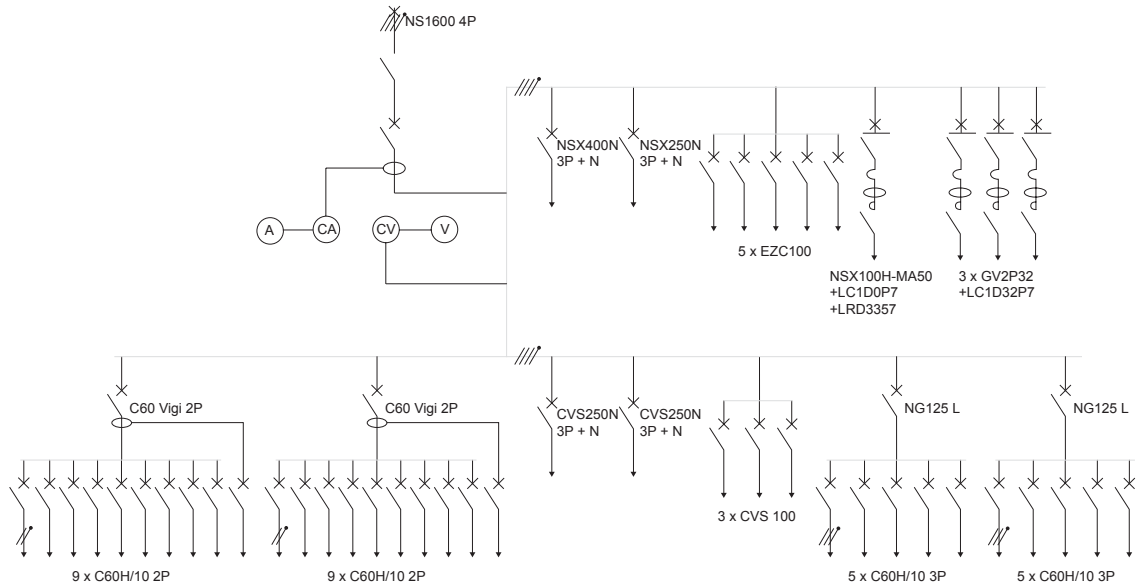 NS1600 4P
NSX400N
3P + N
NSX250N
3P + N
A
CA
CV
V
5 x EZC100
NSX100H-MA50
+LC1D0P7
+LRD3357
3 x GV2P32
+LC1D32P7
C60 Vigi 2P
C60 Vigi 2P
CVS250N
3P + N
CVS250N
3P + N
NG125 L
NG125 L
3 x CVS 100
9 x C60H/10 2P
9 x C60H/10 2P
5 x C60H/10 3P
5 x C60H/10 3P